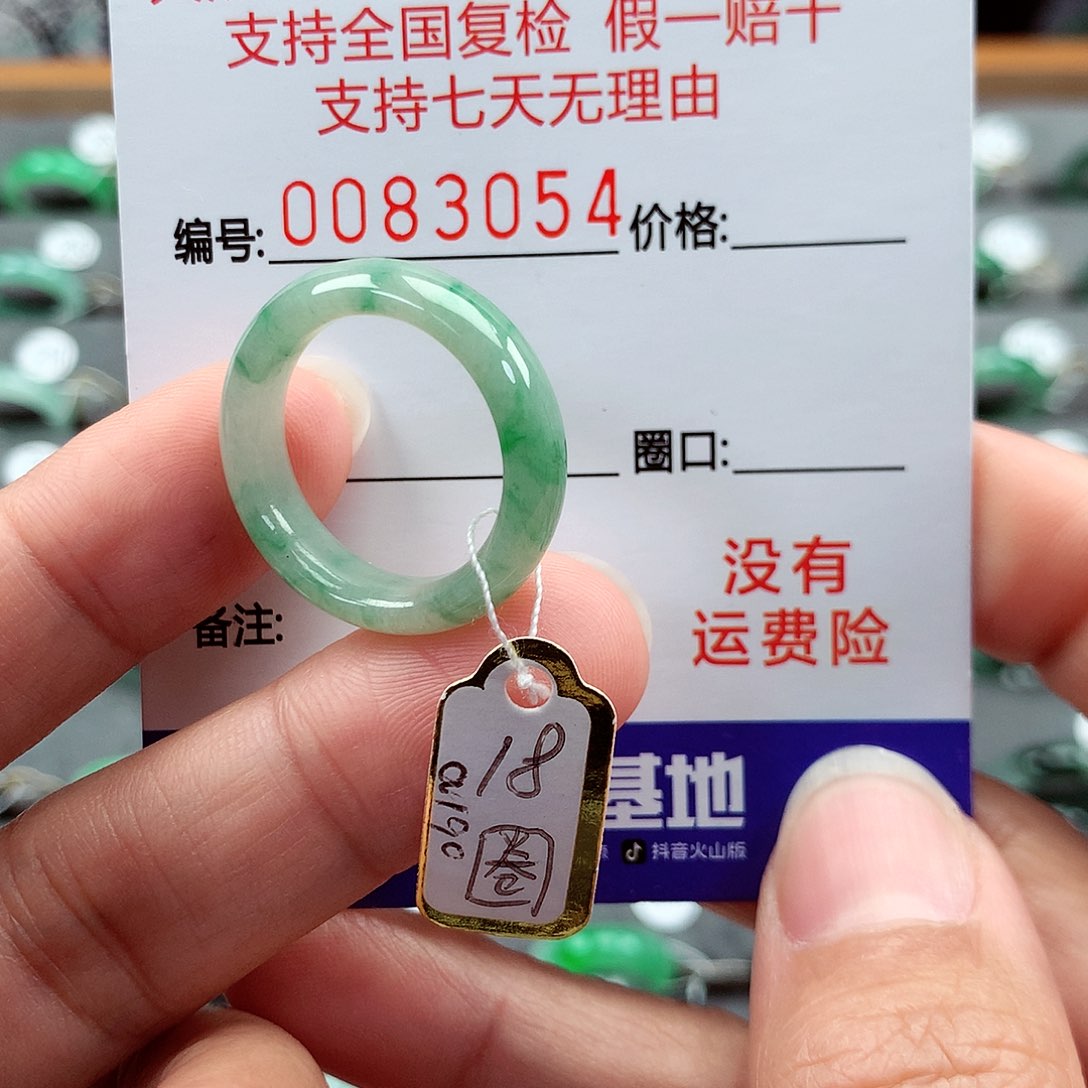 支持全国复检 假一赔十
支持七天无理由
编号: 0083054 价格:
圈口:
备注:
没有
运费险
基地
抖音火山版
18
圈